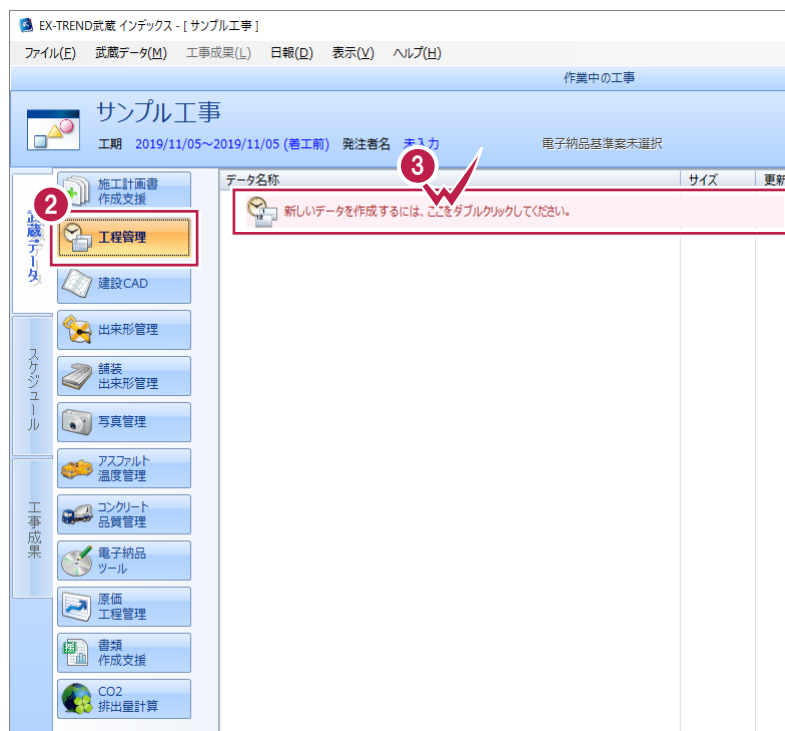 EX-TREND武蔵 インデックス - [ サンプル工事 ]
ファイル(F) 武蔵データ(M) 工事成果(L) 日報(D) 表示(V) ヘルプ(H)
作業中の工事
サンプル工事
工期 2019/11/05~2019/11/05 (着工前) 発注者名 未入力 電子納品基準案未選択
3
データ名称 サイズ 更新
新しいデータを作成するには、ここをダブルクリックしてください。
武蔵データ
スケジュール
工事成果
施工計画書
作成支援
2
工程管理
建設CAD
出来形管理
舗装
出来形管理
写真管理
アスファルト
温度管理
コンクリート
品質管理
電子納品
ツール
原価
工程管理
書類
作成支援
CO2
排出量計算